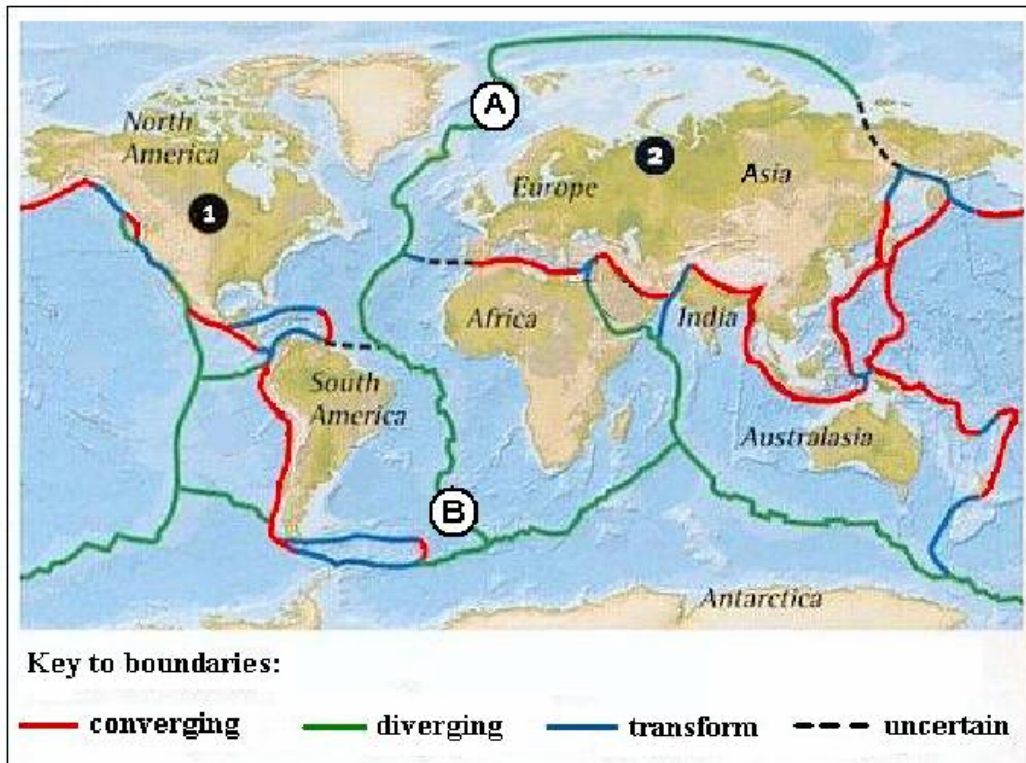 A
North
America
2
Europe
Asia
1
Africa
India
South
America
Australasia
B
Antarctica
Key to boundaries:
converging
diverging
transform
uncertain